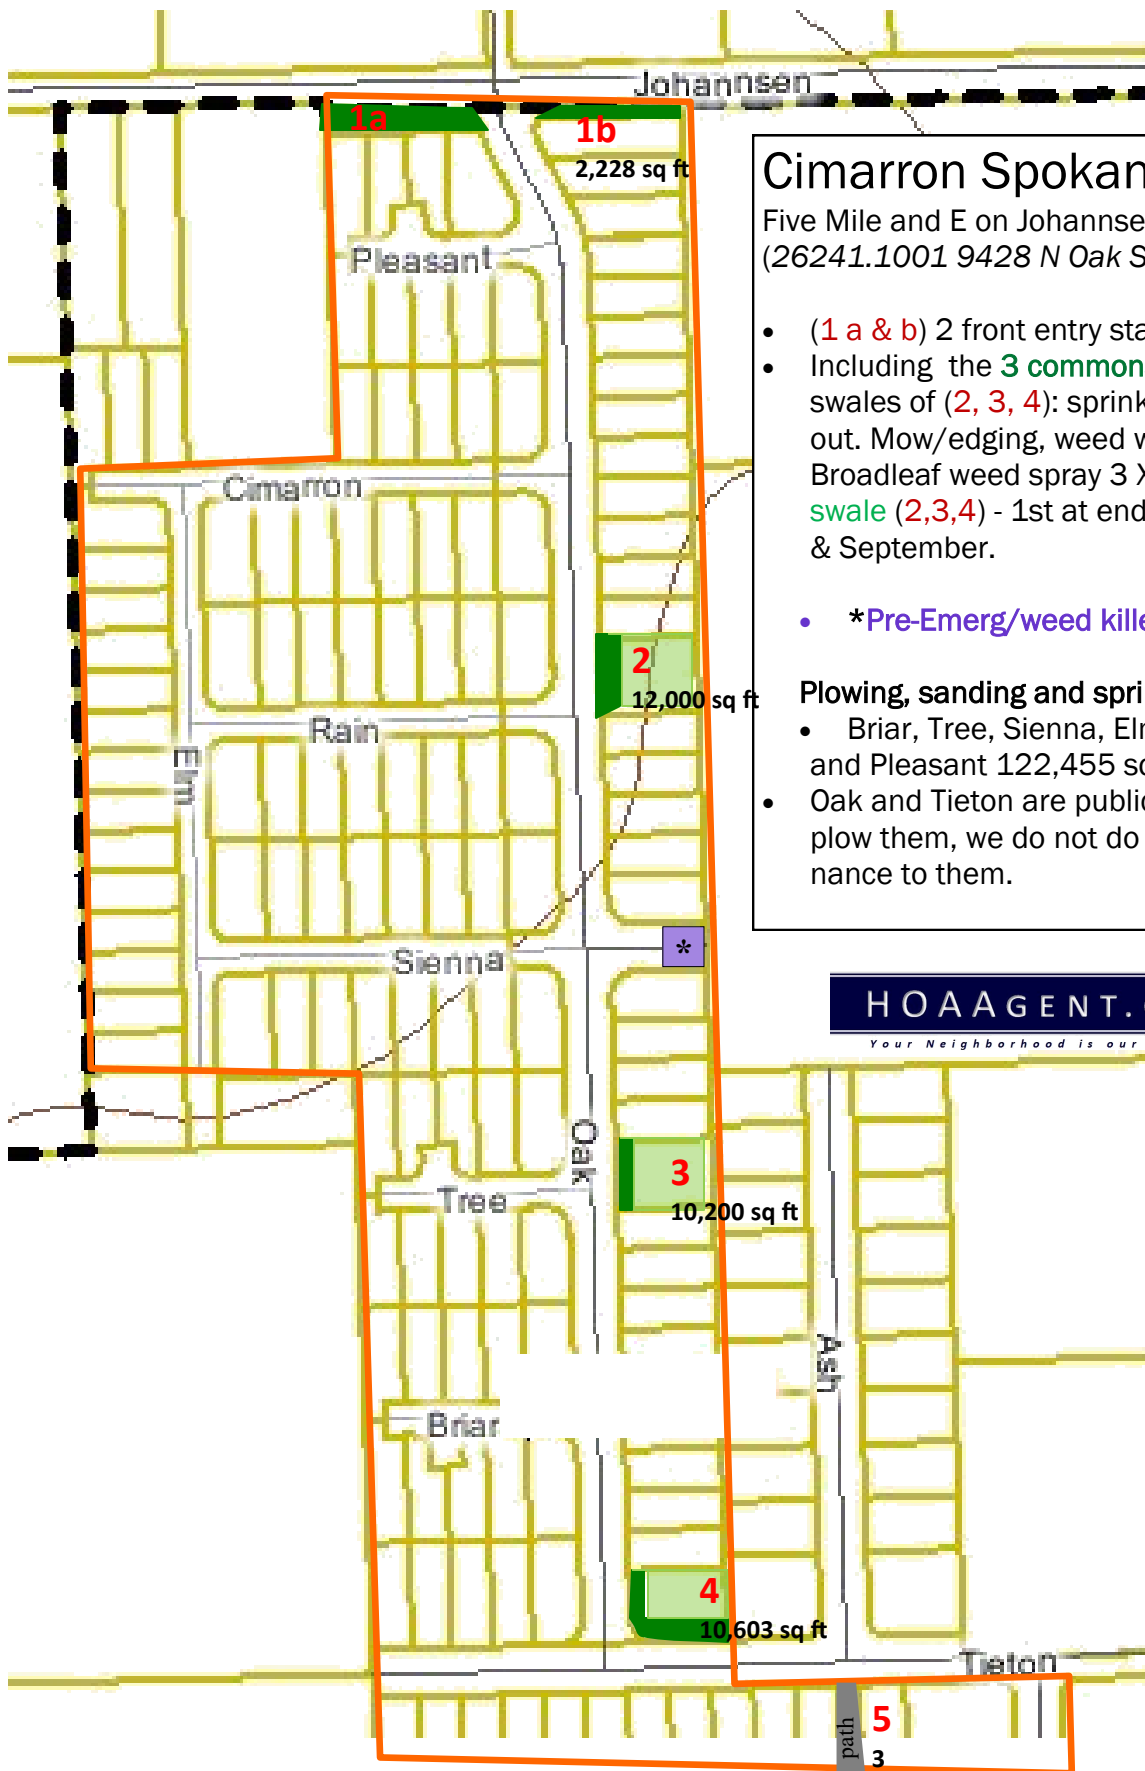 Johannsen
1a
1b
2,228 sq ft
Cimarron Spokan
Five Mile and E on Johannse
(26241.1001 9428 N Oak S
Pleasant
• (1 a & b) 2 front entry sta
• Including the 3 common
swales of (2, 3, 4): sprink
out. Mow/edging, weed w
Broadleaf weed spray 3 X
swale (2,3,4) - 1st at end
& September.
Cimarron
• *Pre-Emerg/weed kille
2
12,000 sq ft
Plowing, sanding and spri
• Briar, Tree, Sienna, Elm
and Pleasant 122,455 sq
• Oak and Tieton are public
plow them, we do not do
nance to them.
Rain
Elm
*
Sienna
HOAAGENT.
Your Neighborhood is our
Oak
3
10,200 sq ft
Tree
Ash
Briar
4
10,603 sq ft
Tieton
path
5
3